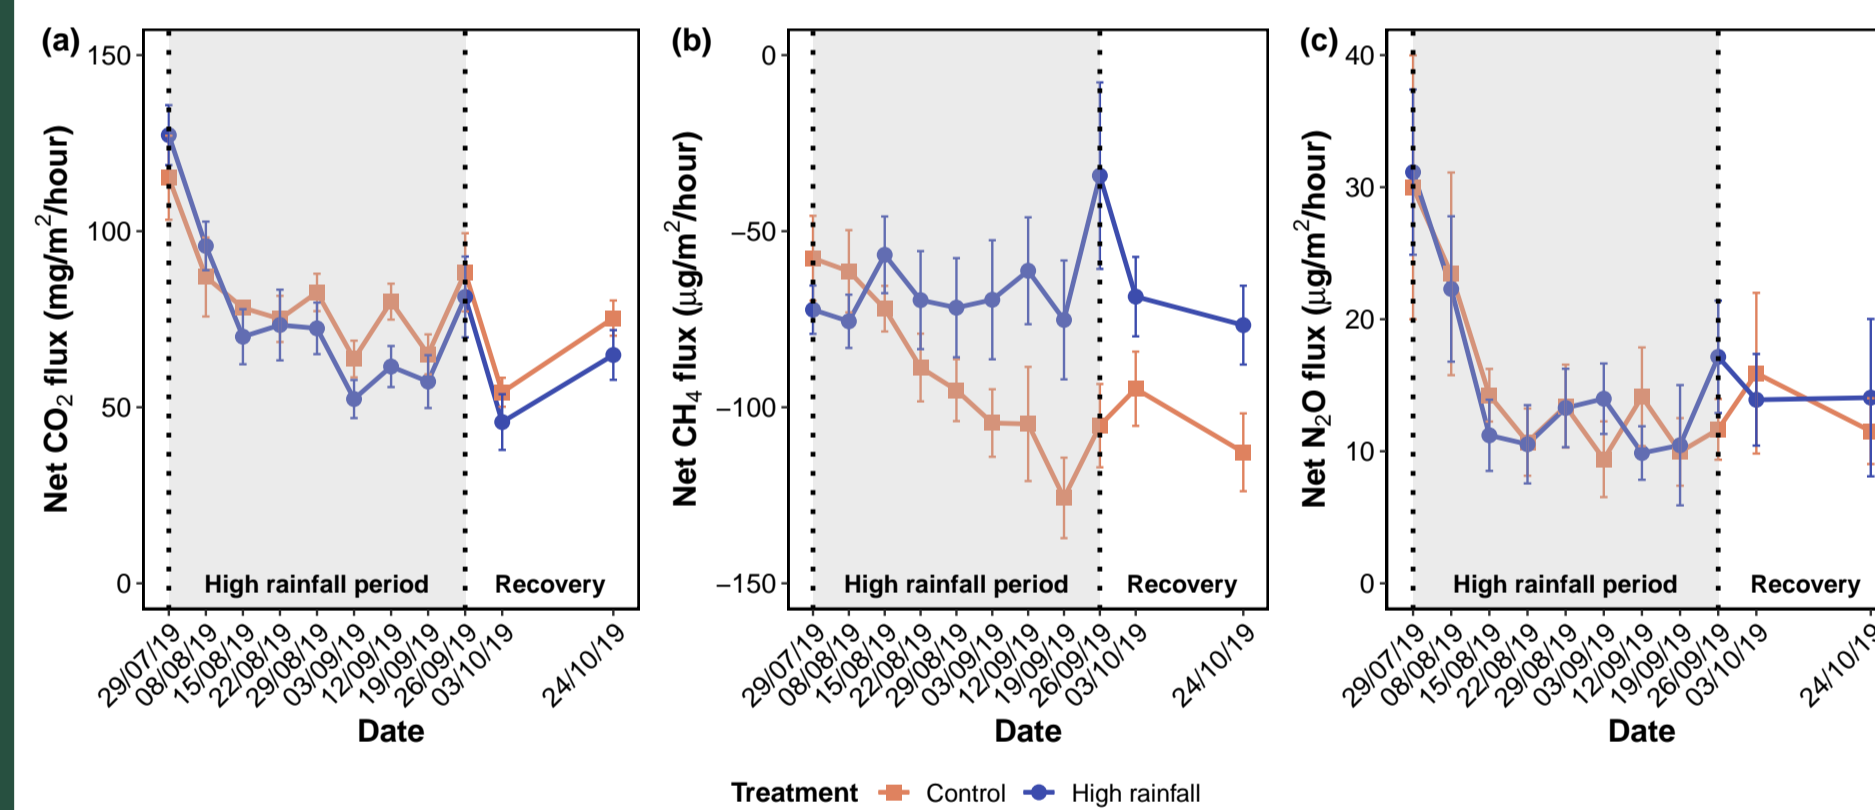 (a)
Net CO2 flux (mg/m2/hour)
150
100
50
0
High rainfall period
Recovery
29/07/19
08/08/19
15/08/19
22/08/19
29/08/19
03/09/19
12/09/19
19/09/19
26/09/19
03/10/19
24/10/19
Date
(b)
Net CH4 flux (µg/m2/hour)
0
−50
−100
−150
High rainfall period
Recovery
29/07/19
08/08/19
15/08/19
22/08/19
29/08/19
03/09/19
12/09/19
19/09/19
26/09/19
03/10/19
24/10/19
Date
(c)
Net N2O flux (µg/m2/hour)
40
30
20
10
0
High rainfall period
Recovery
29/07/19
08/08/19
15/08/19
22/08/19
29/08/19
03/09/19
12/09/19
19/09/19
26/09/19
03/10/19
24/10/19
Date
Treatment Control High rainfall